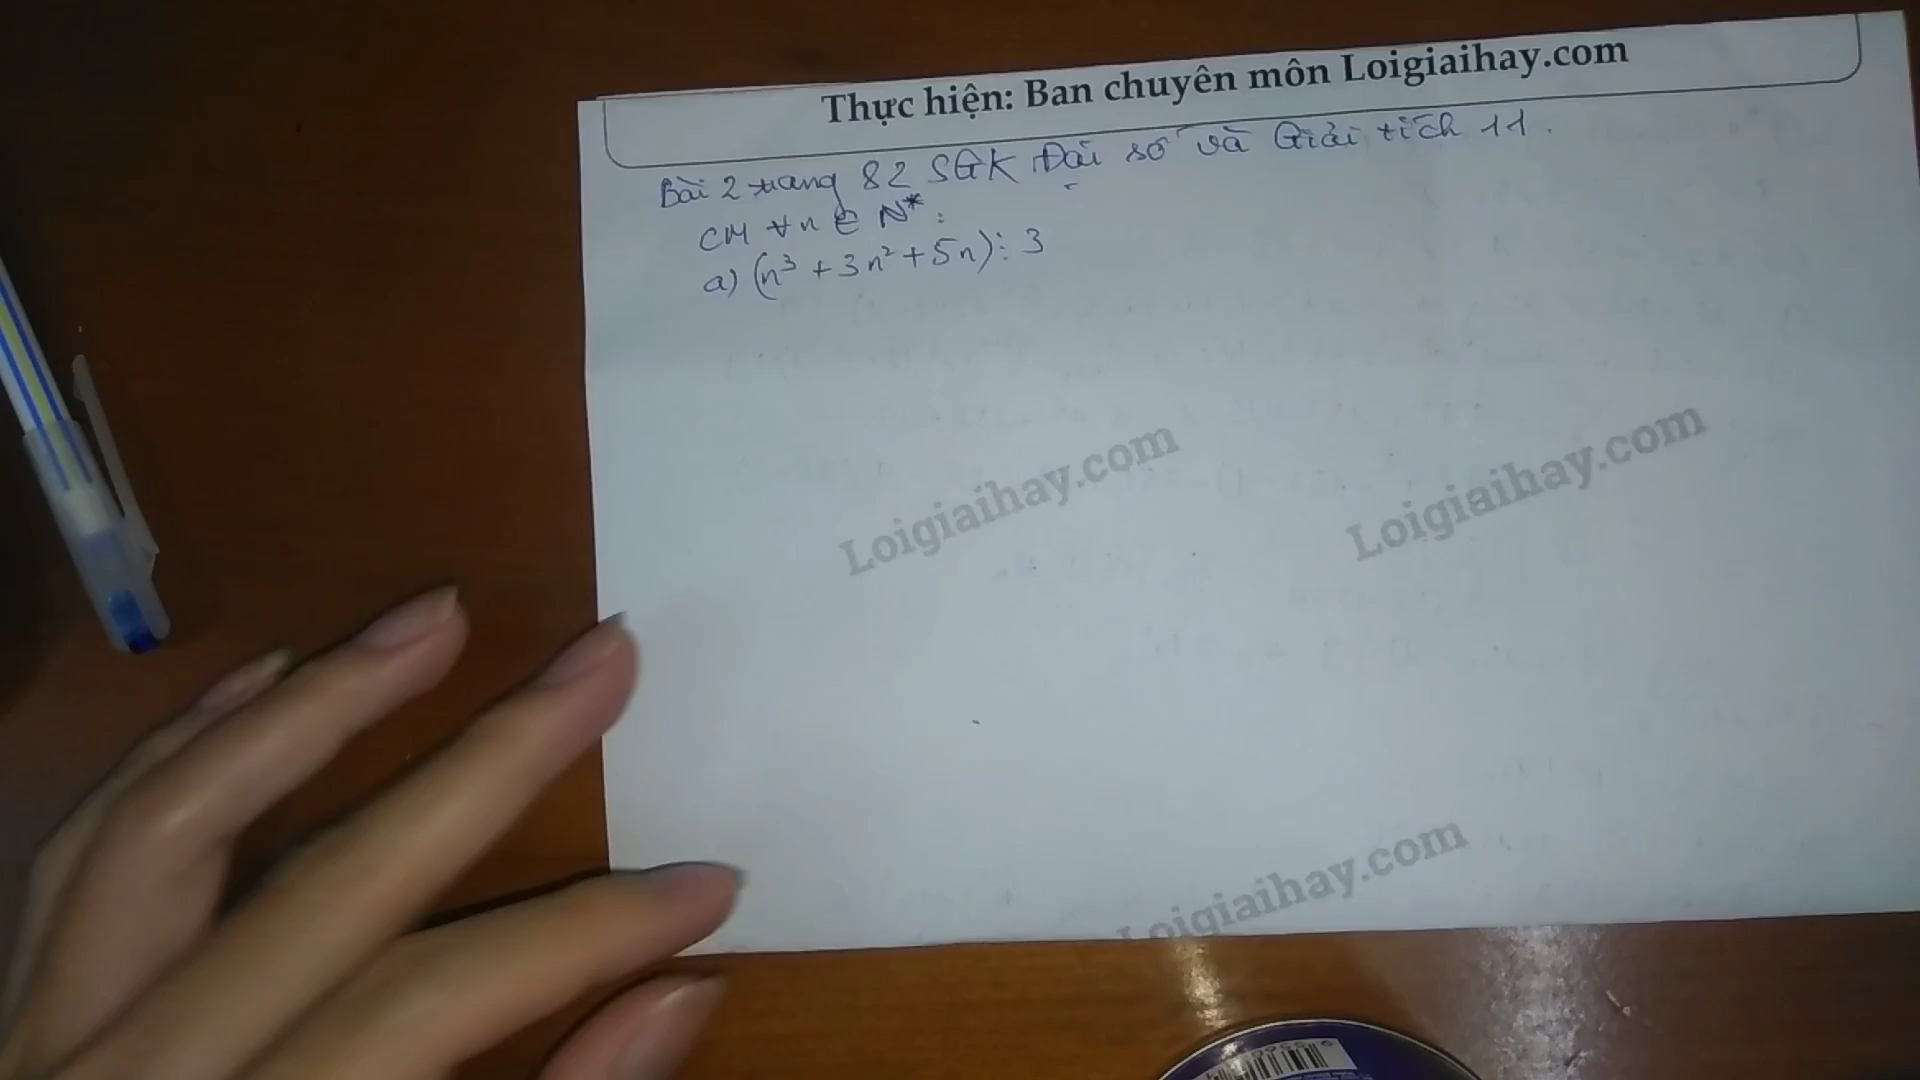 Thực hiện: Ban chuyên môn Loigiaihay.com
Bài 2 trang 82 SGK Đại số và Giải tích 11.
CM ∀n ∈ N*:
a) (n³ + 3n² + 5n) ⋮ 3
Loigiaihay.com
Loigiaihay.com
Loigiaihay.com